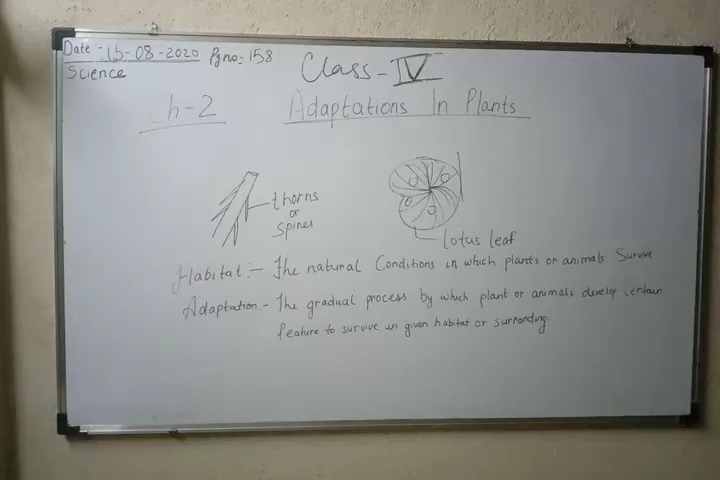 Date :- 15-08-2020 Pg no:- 158
Science
Class - IV
Ch-2 Adaptations In Plants
thorns
or
spines
lotus leaf
Habitat :- The natural Conditions in which plants or animals Survive
Adaptation - The gradual process by which plant or animals develop certain
feature to survive in given habitat or surronding